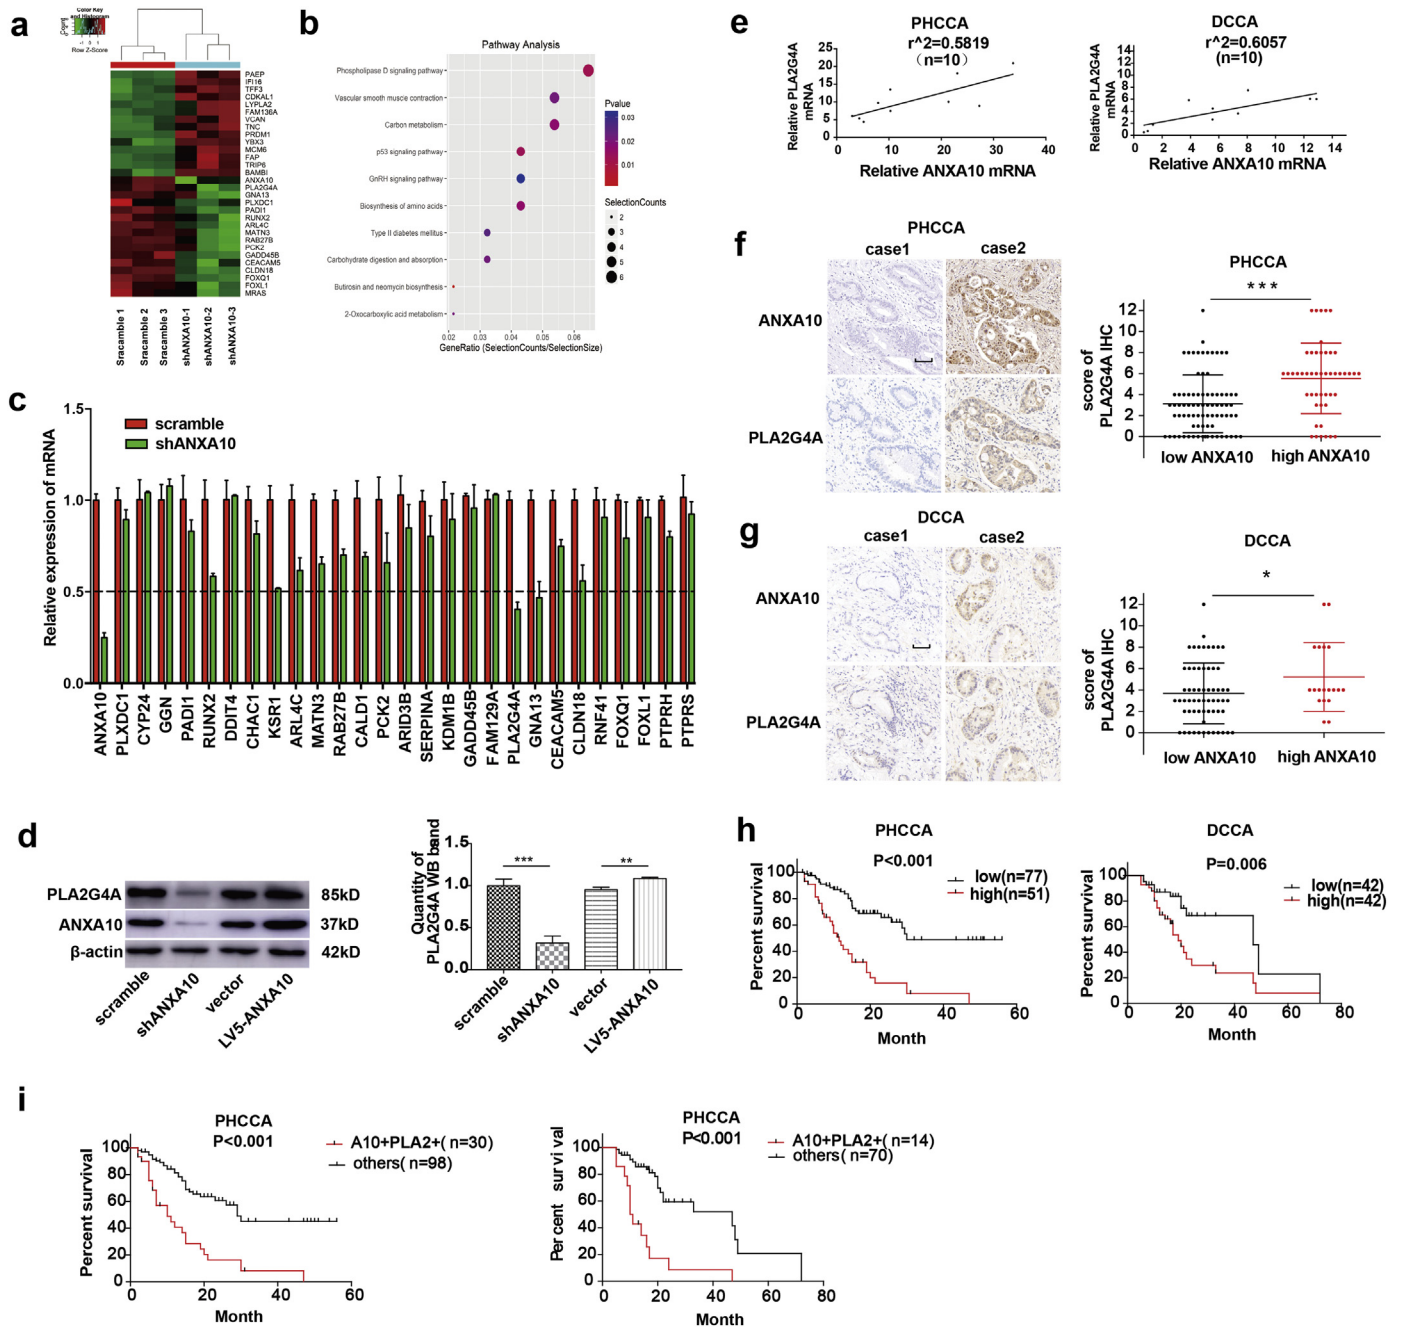 a
Color Key
and Histogram
Count
-1 0 1
Row Z-Score
PAEP
IFI16
TFF3
CDKAL1
LYPLA2
FAM136A
VCAN
TNC
PRDM1
YBX3
MCM6
FAP
TRIP6
BAMBI
ANXA10
PLA2G4A
GNA13
PLXDC1
PADI1
RUNX2
ARL4C
MATN3
RAB27B
PCK2
GADD45B
CEACAM5
CLDN18
FOXQ1
FOXL1
MRAS
Sracamble 1
Sracamble 2
Sracamble 3
shANXA10-1
shANXA10-2
shANXA10-3
b
Pathway Analysis
Phospholipase D signaling pathway
Vascular smooth muscle contraction
Carbon metabolism
p53 signaling pathway
GnRH signaling pathway
Biosynthesis of amino acids
Type II diabetes mellitus
Carbohydrate digestion and absorption
Butirosin and neomycin biosynthesis
2-Oxocarboxylic acid metabolism
0.02 0.03 0.04 0.05 0.06
GeneRatio (SelectionCounts/SelectionSize)
Pvalue
0.03
0.02
0.01
SelectionCounts
2
3
4
5
6
c
Relative expression of mRNA
1.5
1.0
0.5
0.0
scramble
shANXA10
ANXA10
PLXDC1
CYP24
GGN
PADI1
RUNX2
DDIT4
CHAC1
KSR1
ARL4C
MATN3
RAB27B
CALD1
PCK2
ARID3B
SERPINA
KDM1B
GADD45B
FAM129A
PLA2G4A
GNA13
CEACAM5
CLDN18
RNF41
FOXQ1
FOXL1
PTPRH
PTPRS
d
PLA2G4A 85kD
ANXA10 37kD
β-actin 42kD
scramble
shANXA10
vector
LV5-ANXA10
Quantity of
PLA2G4A WB band
1.5
1.0
0.5
0.0
***
**
scramble
shANXA10
vector
LV5-ANXA10
e
PHCCA
r^2=0.5819
(n=10)
Relative PLA2G4A
mRNA
25
20
15
10
5
0
0 10 20 30 40
Relative ANXA10 mRNA
DCCA
r^2=0.6057
(n=10)
Relative PLA2G4A
mRNA
14
12
10
8
6
4
2
0
0 2 4 6 8 10 12 14
Relative ANXA10 mRNA
f
PHCCA
case1 case2
ANXA10
PLA2G4A
PHCCA
***
score of
PLA2G4A IHC
12
10
8
6
4
2
0
low ANXA10 high ANXA10
g
DCCA
case1 case2
ANXA10
PLA2G4A
DCCA
*
score of
PLA2G4A IHC
12
10
8
6
4
2
0
low ANXA10 high ANXA10
h
PHCCA
P<0.001
low(n=77)
high(n=51)
Percent survival
100
80
60
40
20
0
0 20 40 60
Month
DCCA
P=0.006
low(n=42)
high(n=42)
Percent survival
100
80
60
40
20
0
0 20 40 60 80
Month
i
PHCCA
P<0.001
A10+PLA2+( n=30)
others( n=98)
Percent survival
100
80
60
40
20
0
0 20 40 60
Month
PHCCA
P<0.001
A10+PLA2+( n=14)
others( n=70)
Percent survival
100
80
60
40
20
0
0 20 40 60 80
Month